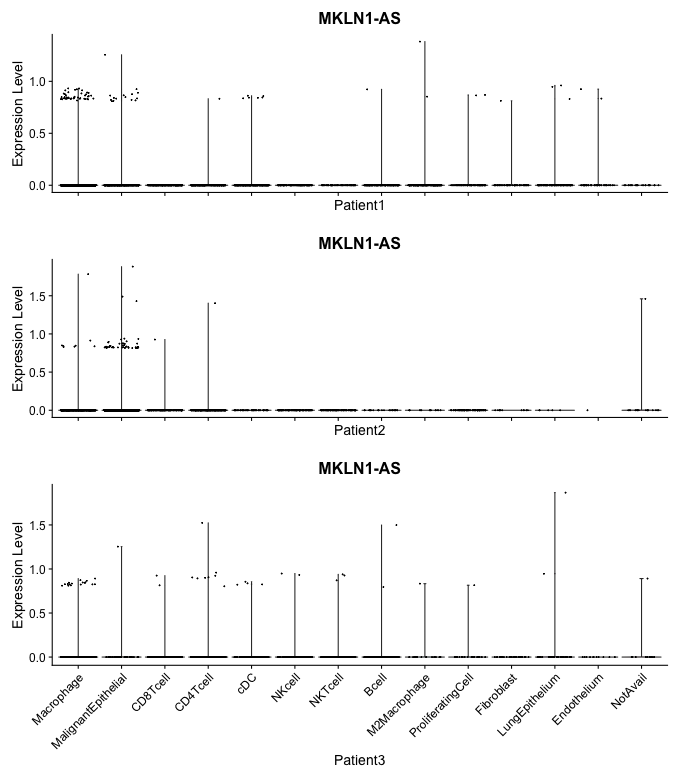 MKLN1-AS
Expression Level
1.0
0.5
0.0
Patient1
MKLN1-AS
Expression Level
1.5
1.0
0.5
0.0
Patient2
MKLN1-AS
Expression Level
1.5
1.0
0.5
0.0
Macrophage
MalignantEpithelial
CD8Tcell
CD4Tcell
cDC
NKcell
NKTcell
Bcell
M2Macrophage
ProliferatingCell
Fibroblast
LungEpithelium
Endothelium
NotAvail
Patient3